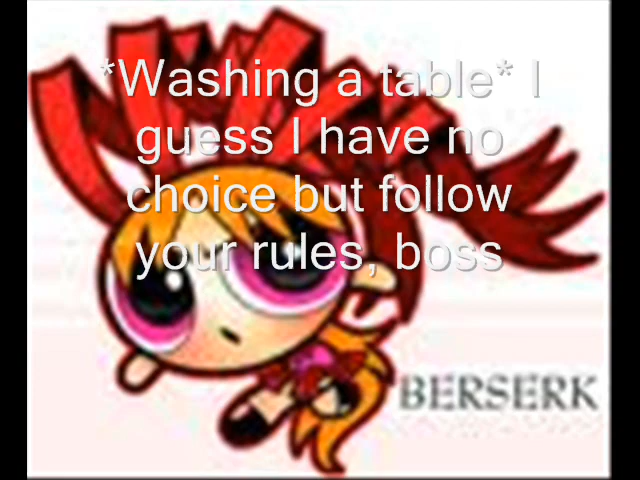 *Washing a table* I
guess I have no
choice but follow
your rules, boss
BERSERK